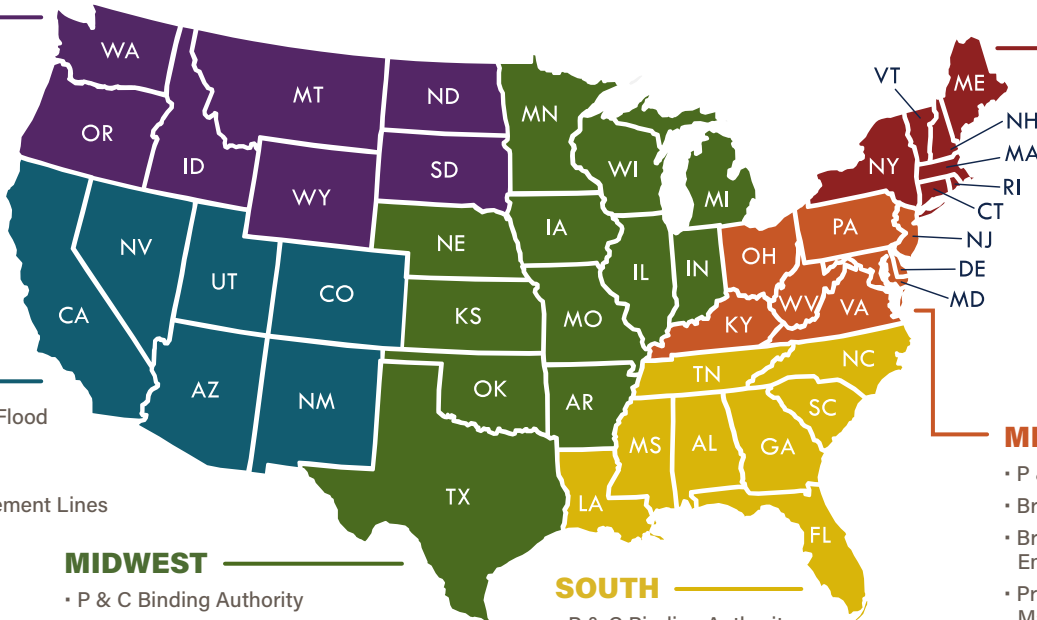 WA
MT
ND
MN
OR
ID
SD
WI
MI
WY
NE
IA
NV
UT
CO
IL
IN
OH
CA
KS
MO
KY
WV
VA
AZ
NM
OK
AR
TN
NC
SC
TX
LA
MS
AL
GA
FL
VT
ME
NH
NY
MA
RI
CT
PA
NJ
DE
MD
Flood
ement Lines
MIDWEST
· P & C Binding Authority
SOUTH
P & C Binding Authority
· P
· Br
· Br
En
· Pr